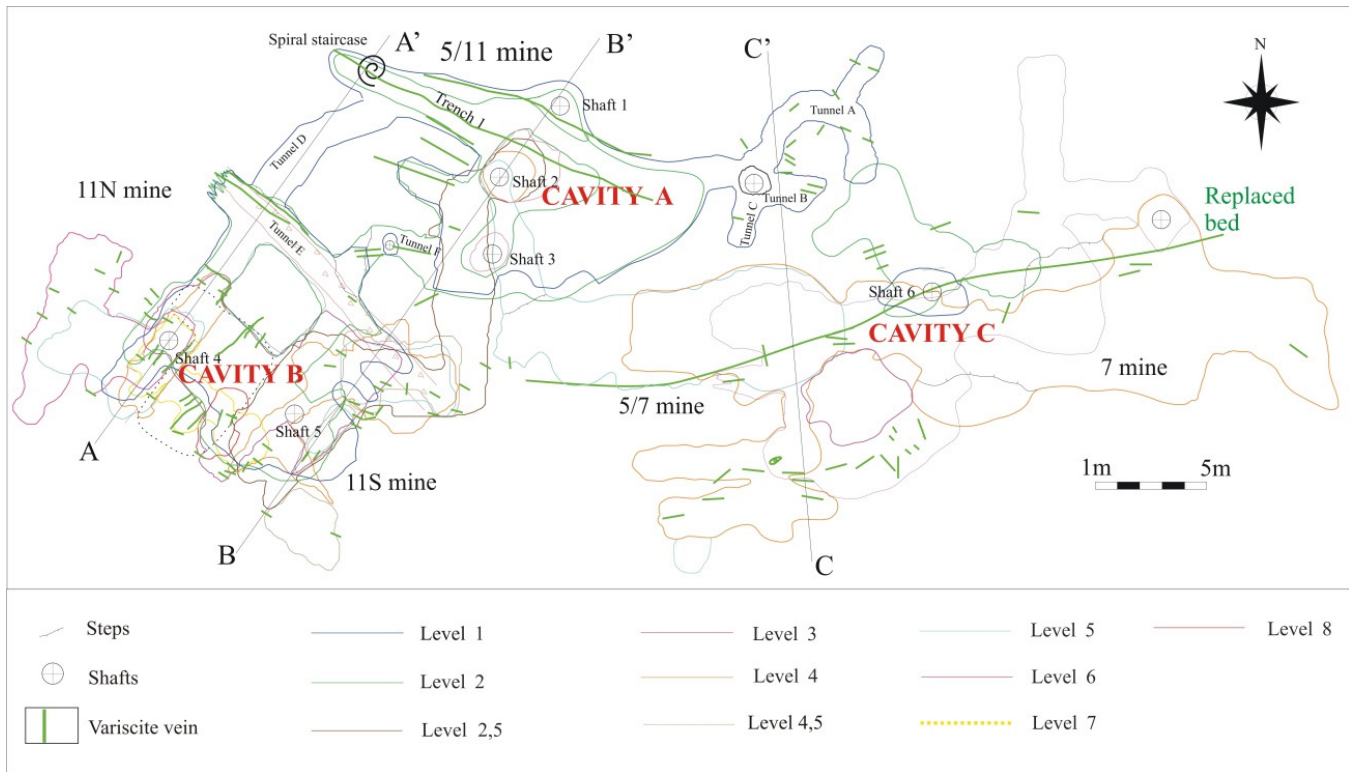 A'
B'
Spiral staircase
5/11 mine
C'
N
Shaft 1
Trench 1
Tunnel A
Tunnel D
11N mine
Shaft 2
CAVITY A
Tunnel B
Replaced
bed
Tunnel C
Tunnel E
Tunnel F
Shaft 3
Shaft 6
CAVITY C
Shaft 4
CAVITY B
7 mine
5/7 mine
Shaft 5
A
11S mine
1m
5m
B
C
Steps
Level 1
Level 3
Level 5
Level 8
Shafts
Level 2
Level 4
Level 6
Variscite vein
Level 2,5
Level 4,5
Level 7